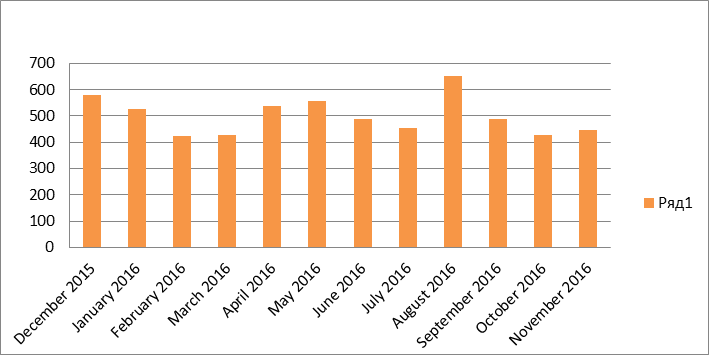 700
600
500
400
300
200
100
0
December 2015
January 2016
February 2016
March 2016
April 2016
May 2016
June 2016
July 2016
August 2016
September 2016
October 2016
November 2016
Ряд1